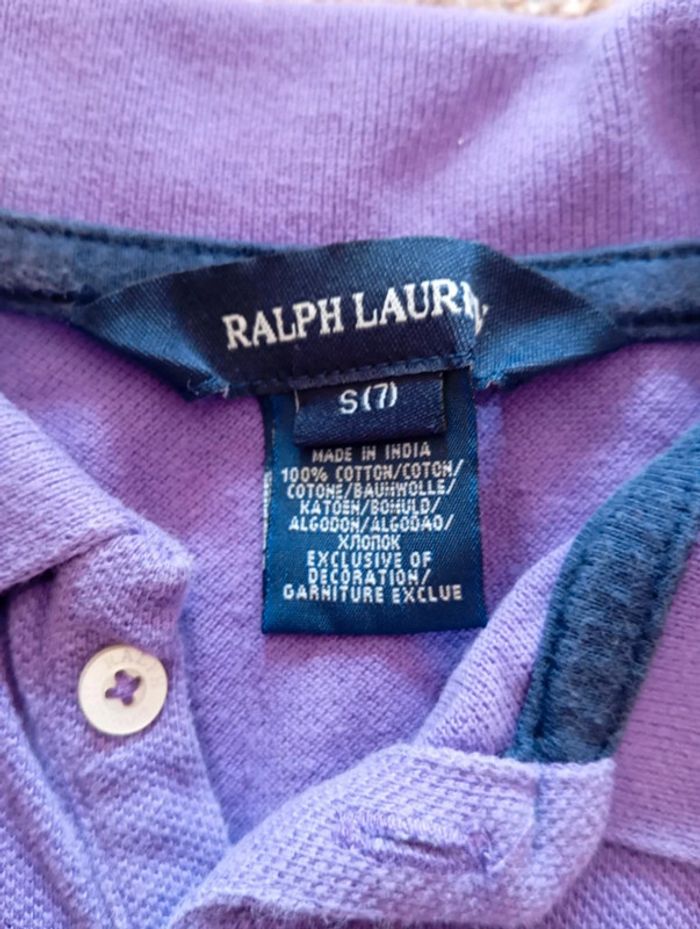 RALPH LAUREN
S(7)
MADE IN INDIA
100% COTTON/COTON/
COTONE/BAUMWOLLE/
KATOEN/BOMULD/
ALGODON/ALGODAO/
ХЛОПОК
EXCLUSIVE OF
DECORATION/
GARNITURE EXCLUE